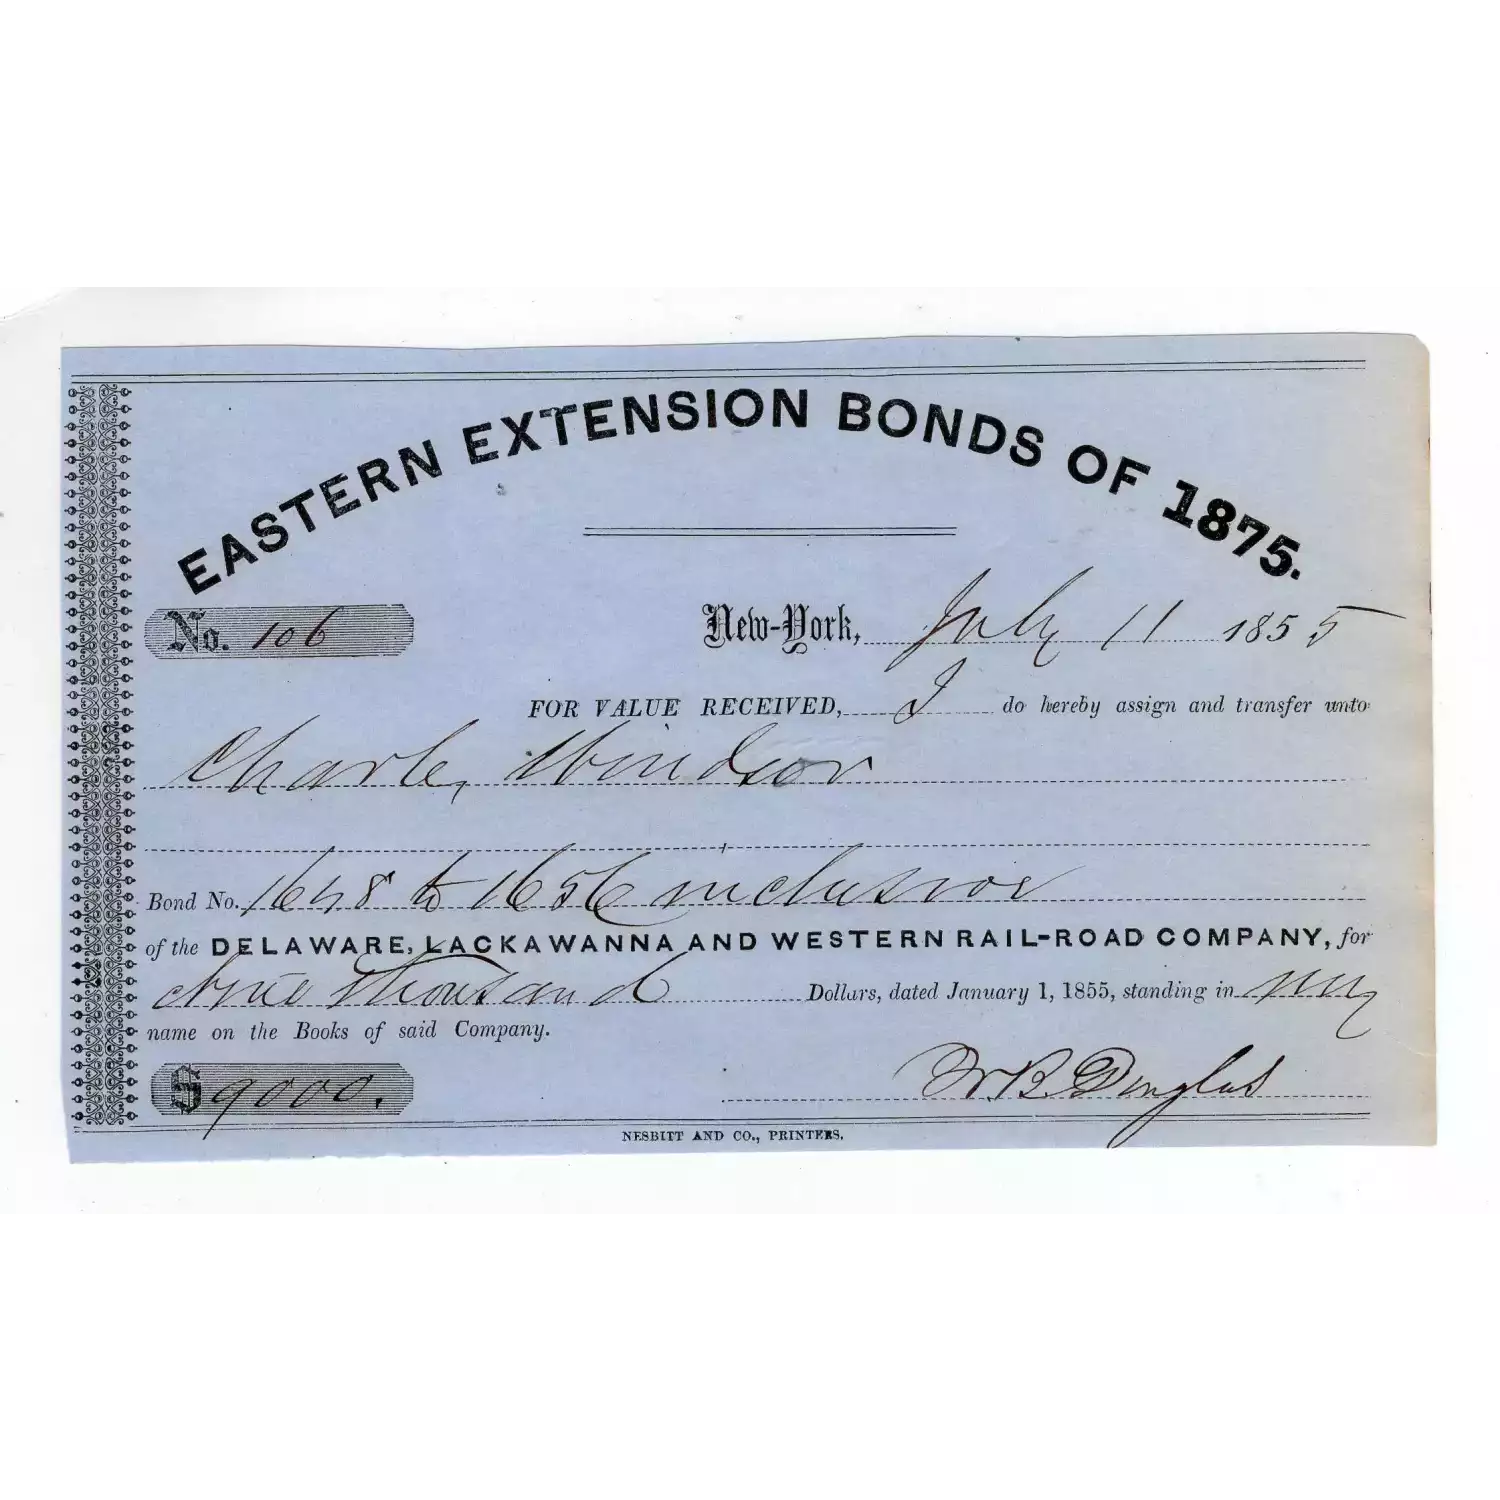 EASTERN EXTENSION BONDS OF 1875.
No. 106
New-York, July 11 1855
FOR VALUE RECEIVED, I do hereby assign and transfer unto
Charles Windsor
Bond No. 1648 to 1656 inclusive
of the DELAWARE, LACKAWANNA AND WESTERN RAIL-ROAD COMPANY, for
Nine thousand Dollars, dated January 1, 1855, standing in my
name on the Books of said Company.
$9000.
Wm B. Douglas
NESBITT AND CO., PRINTERS.